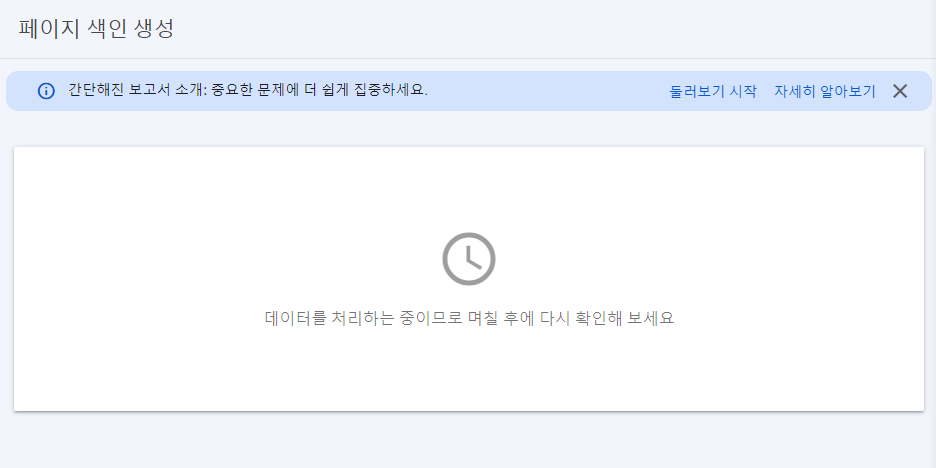 페이지 색인 생성
간단해진 보고서 소개: 중요한 문제에 더 쉽게 집중하세요. 둘러보기 시작 자세히 알아보기
데이터를 처리하는 중이므로 며칠 후에 다시 확인해 보세요